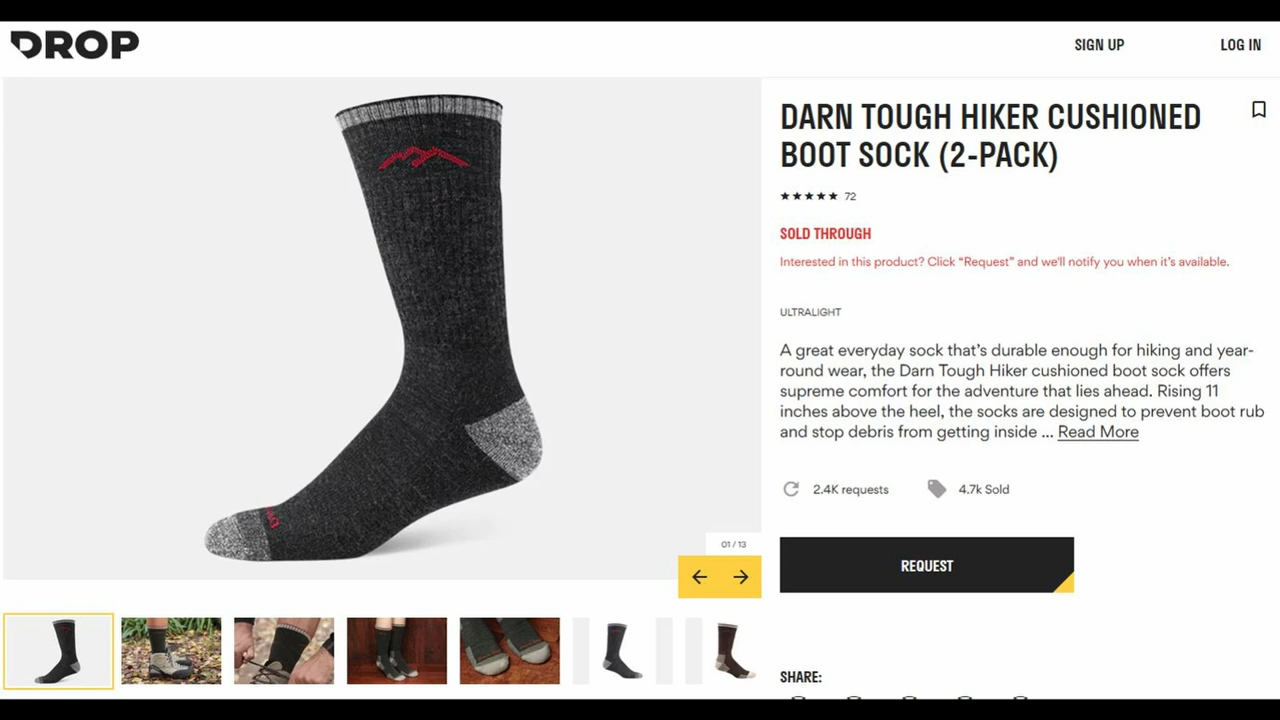 DROP
SIGN UP
LOG IN
DARN TOUGH HIKER CUSHIONED
BOOT SOCK (2-PACK)
★★★★★ 72
SOLD THROUGH
Interested in this product? Click “Request” and we'll notify you when it's available.
ULTRALIGHT
A great everyday sock that's durable enough for hiking and year-
round wear, the Darn Tough Hiker cushioned boot sock offers
supreme comfort for the adventure that lies ahead. Rising 11
inches above the heel, the socks are designed to prevent boot rub
and stop debris from getting inside ... Read More
2.4K requests
4.7k Sold
01 / 13
REQUEST
SHARE: